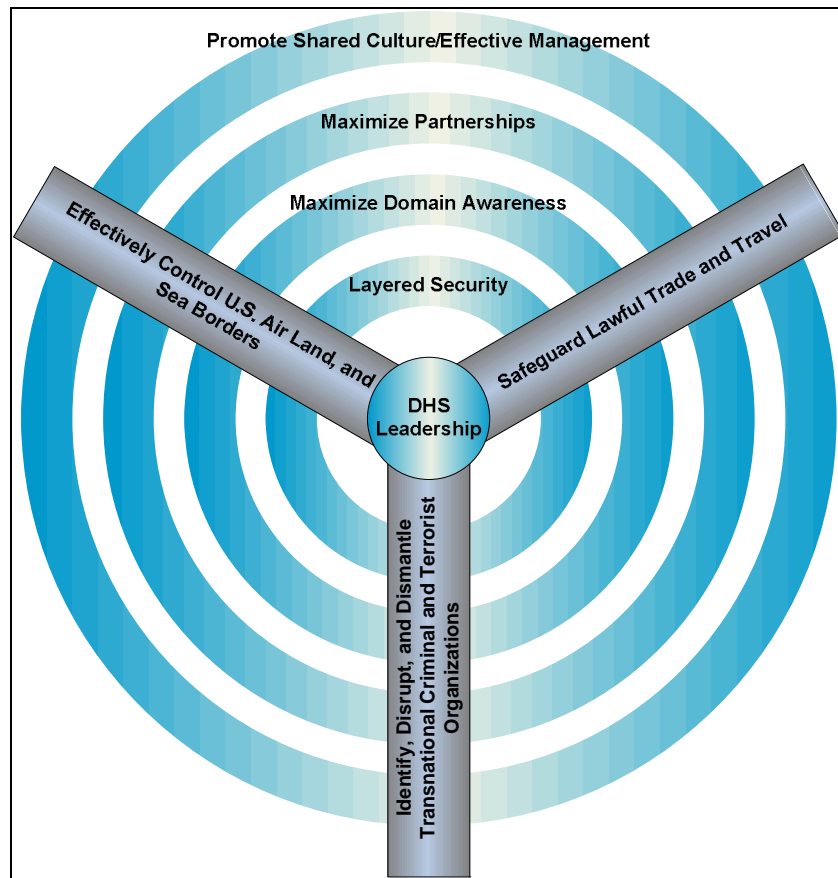 Promote Shared Culture/Effective Management
Maximize Partnerships
Maximize Domain Awareness
Layered Security
Effectively Control U.S. Air Land, and
Sea Borders
Safeguard Lawful Trade and Travel
DHS
Leadership
Identify, Disrupt, and Dismantle
Transnational Criminal and Terrorist
Organizations